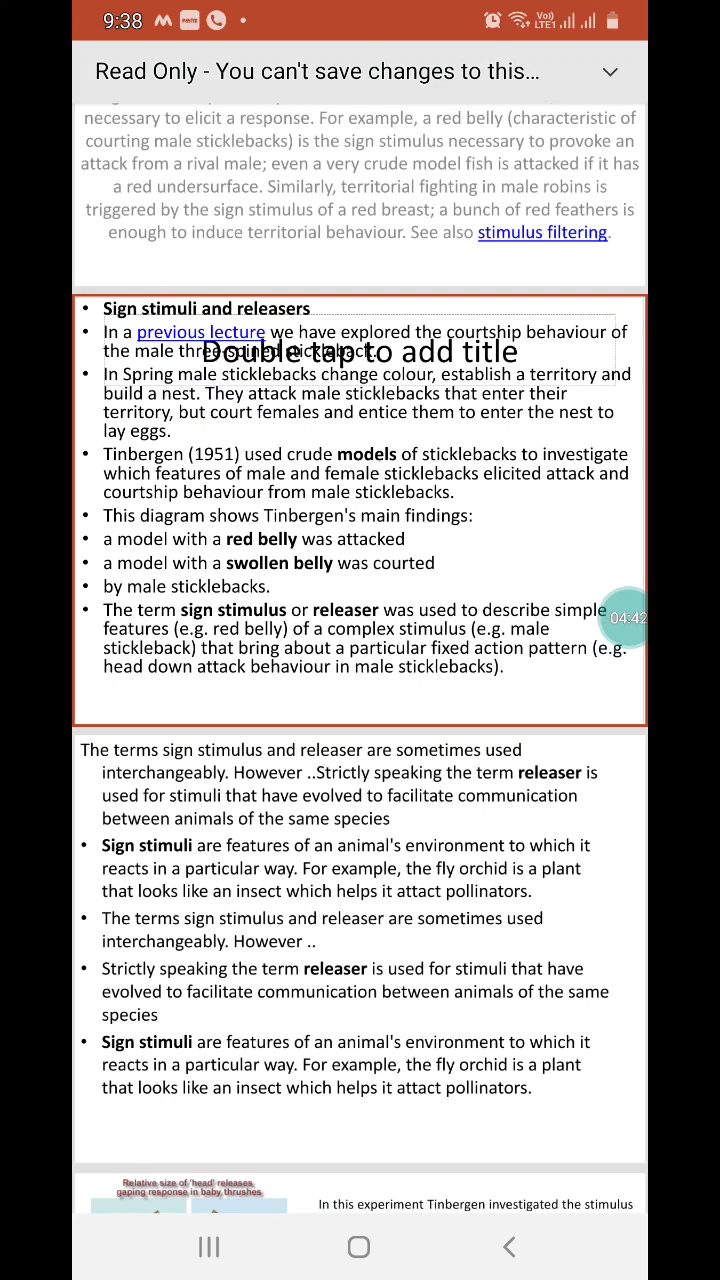 9:38
Vo))
LTE1
Read Only - You can't save changes to this...
necessary to elicit a response. For example, a red belly (characteristic of
courting male sticklebacks) is the sign stimulus necessary to provoke an
attack from a rival male; even a very crude model fish is attacked if it has
a red undersurface. Similarly, territorial fighting in male robins is
triggered by the sign stimulus of a red breast; a bunch of red feathers is
enough to induce territorial behaviour. See also stimulus filtering.
• Sign stimuli and releasers
• In a previous lecture we have explored the courtship behaviour of
the male three-spined stickleback.
Double tap to add title
• In Spring male sticklebacks change colour, establish a territory and
build a nest. They attack male sticklebacks that enter their
territory, but court females and entice them to enter the nest to
lay eggs.
• Tinbergen (1951) used crude models of sticklebacks to investigate
which features of male and female sticklebacks elicited attack and
courtship behaviour from male sticklebacks.
• This diagram shows Tinbergen's main findings:
• a model with a red belly was attacked
• a model with a swollen belly was courted
• by male sticklebacks.
• The term sign stimulus or releaser was used to describe simple
features (e.g. red belly) of a complex stimulus (e.g. male
stickleback) that bring about a particular fixed action pattern (e.g.
head down attack behaviour in male sticklebacks).
04:42
The terms sign stimulus and releaser are sometimes used
interchangeably. However ..Strictly speaking the term releaser is
used for stimuli that have evolved to facilitate communication
between animals of the same species
• Sign stimuli are features of an animal's environment to which it
reacts in a particular way. For example, the fly orchid is a plant
that looks like an insect which helps it attact pollinators.
• The terms sign stimulus and releaser are sometimes used
interchangeably. However ..
• Strictly speaking the term releaser is used for stimuli that have
evolved to facilitate communication between animals of the same
species
• Sign stimuli are features of an animal's environment to which it
reacts in a particular way. For example, the fly orchid is a plant
that looks like an insect which helps it attact pollinators.
Relative size of 'head' releases
gaping response in baby thrushes
In this experiment Tinbergen investigated the stimulus